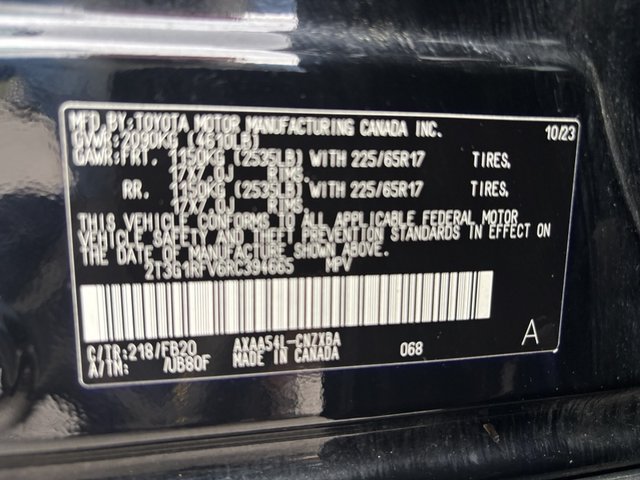 MFD. BY: TOYOTA MOTOR MANUFACTURING CANADA INC. 10/23
GVWR: 2090KG (4610LB)
GAWR: FRT. 1150KG (2535LB) WITH 225/65R17 TIRES,
17X7.0J RIMS,
RR. 1150KG (2535LB) WITH 225/65R17 TIRES,
17X7.0J RIMS,
THIS VEHICLE CONFORMS TO ALL APPLICABLE FEDERAL MOTOR
VEHICLE SAFETY AND THEFT PREVENTION STANDARDS IN EFFECT ON
THE DATE OF MANUFACTURE SHOWN ABOVE.
2T3G1RFV6RC394665 MPV
C/TR: 218/FB20 AXAA54L-CNZXBA
A/TM: /UB80F MADE IN CANADA 068 A